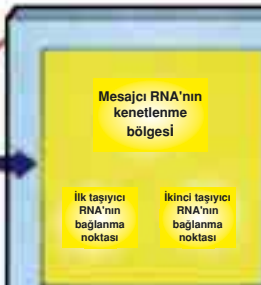 Mesajcı RNA'nın
kenetlenme
bölgesi
İlk taşıyıcı
RNA'nın
bağlanma
noktası
İkinci taşıyıcı
RNA'nın
bağlanma
noktası